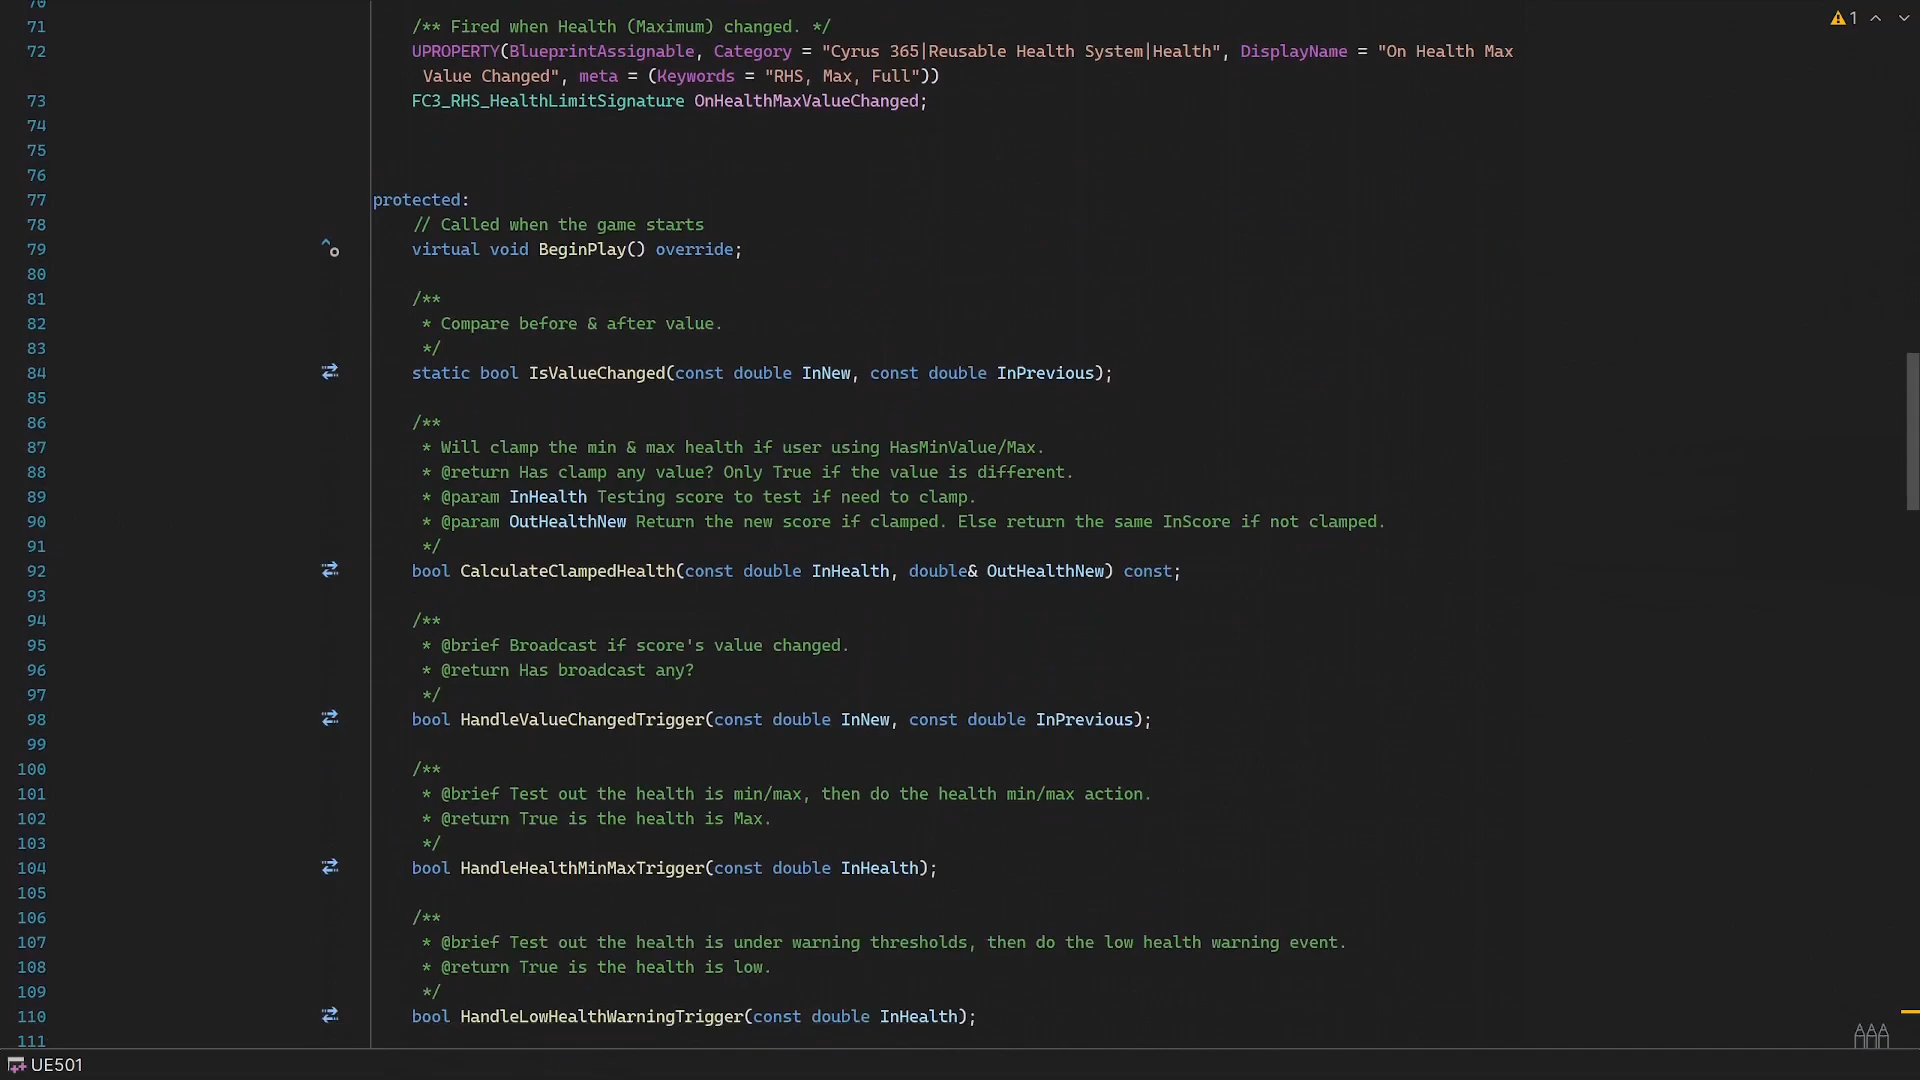 70
71 /** Fired when Health (Maximum) changed. */
1
72 UPROPERTY(BlueprintAssignable, Category = "Cyrus 365|Reusable Health System|Health", DisplayName = "On Health Max
Value Changed", meta = (Keywords = "RHS, Max, Full"))
73 FC3_RHS_HealthLimitSignature OnHealthMaxValueChanged;
74
75
76
77 protected:
78 // Called when the game starts
79 virtual void BeginPlay() override;
80
81 /**
82 * Compare before & after value.
83 */
84 static bool IsValueChanged(const double InNew, const double InPrevious);
85
86 /**
87 * Will clamp the min & max health if user using HasMinValue/Max.
88 * @return Has clamp any value? Only True if the value is different.
89 * @param InHealth Testing score to test if need to clamp.
90 * @param OutHealthNew Return the new score if clamped. Else return the same InScore if not clamped.
91 */
92 bool CalculateClampedHealth(const double InHealth, double& OutHealthNew) const;
93
94 /**
95 * @brief Broadcast if score's value changed.
96 * @return Has broadcast any?
97 */
98 bool HandleValueChangedTrigger(const double InNew, const double InPrevious);
99
100 /**
101 * @brief Test out the health is min/max, then do the health min/max action.
102 * @return True is the health is Max.
103 */
104 bool HandleHealthMinMaxTrigger(const double InHealth);
105
106 /**
107 * @brief Test out the health is under warning thresholds, then do the low health warning event.
108 * @return True is the health is low.
109 */
110 bool HandleLowHealthWarningTrigger(const double InHealth);
111
UE501